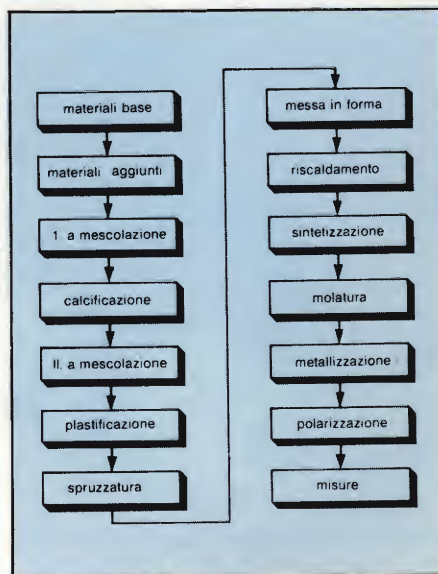 materiali base
materiali aggiunti
1. a mescolazione
calcificazione
II. a mescolazione
plastificazione
spruzzatura
messa in forma
riscaldamento
sintetizzazione
molatura
metallizzazione
polarizzazione
misure